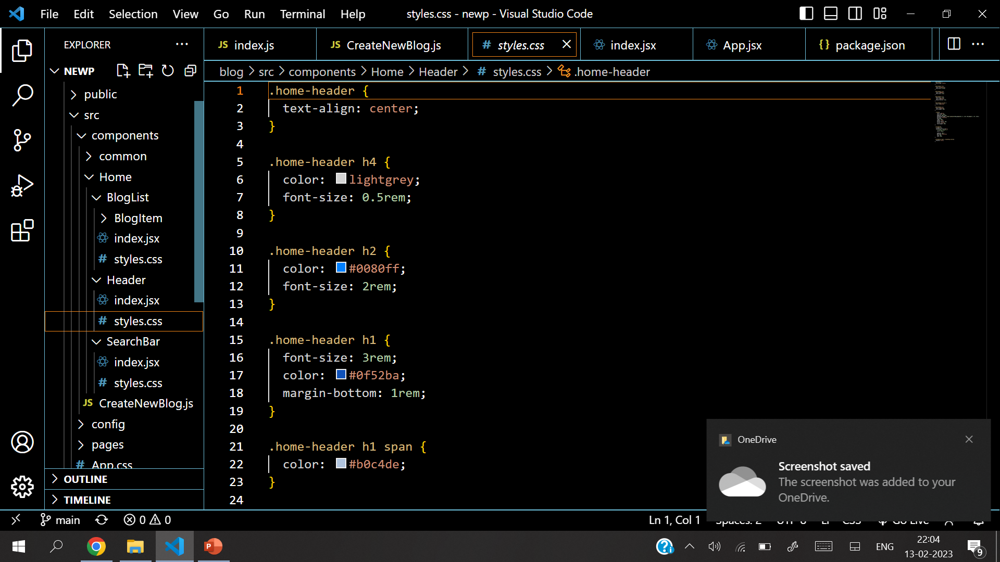 File Edit Selection View Go Run Terminal Help styles.css - newp - Visual Studio Code
EXPLORER
NEWP
public
src
components
common
Home
BlogList
BlogItem
index.jsx
# styles.css
Header
index.jsx
# styles.css
SearchBar
index.jsx
# styles.css
JS CreateNewBlog.js
config
pages
# App.css
OUTLINE
TIMELINE
JS index.js JS CreateNewBlog.js # styles.css index.jsx App.jsx {} package.json
blog > src > components > Home > Header > # styles.css > .home-header
1 .home-header {
2 text-align: center;
3 }
4
5 .home-header h4 {
6 color: lightgrey;
7 font-size: 0.5rem;
8 }
9
10 .home-header h2 {
11 color: #0080ff;
12 font-size: 2rem;
13 }
14
15 .home-header h1 {
16 font-size: 3rem;
17 color: #0f52ba;
18 margin-bottom: 1rem;
19 }
20
21 .home-header h1 span {
22 color: #b0c4de;
23 }
24
OneDrive
Screenshot saved
The screenshot was added to your
OneDrive.
main 0 0 Ln 1, Col 1
ENG
22:04
13-02-2023
9